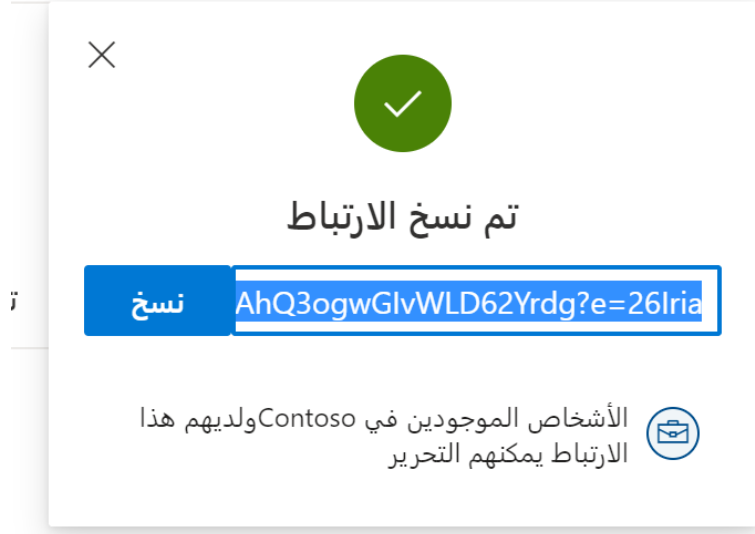 تم نسخ الارتباط
AhQ3ogwGIvWLD62Yrdg?e=26Iria
نسخ
الأشخاص الموجودين في Contosoولديهم هذا
الارتباط يمكنهم التحرير